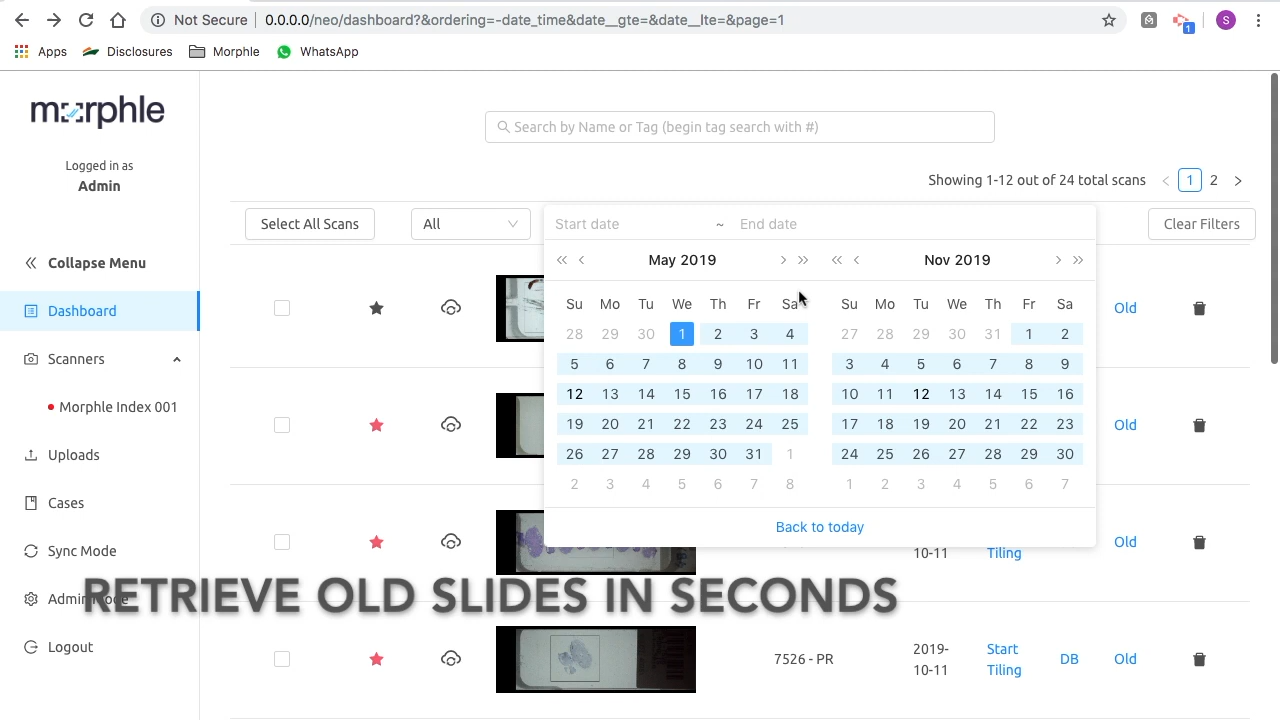 Not Secure 0.0.0.0/neo/dashboard?&ordering=-date_time&date__gte=&date__lte=&page=1
S
1
Apps Disclosures Morphle WhatsApp
morphle
Logged in as
Admin
Collapse Menu
Dashboard
Scanners
Morphle Index 001
Uploads
Cases
Sync Mode
Admin Mode
Logout
Search by Name or Tag (begin tag search with #)
Showing 1-12 out of 24 total scans < 1 2 >
Select All Scans All Start date ~ End date Clear Filters
« < May 2019 > » « < Nov 2019 > »
Su Mo Tu We Th Fr Sa Su Mo Tu We Th Fr Sa
28 29 30 1 2 3 4 27 28 29 30 31 1 2
5 6 7 8 9 10 11 3 4 5 6 7 8 9
12 13 14 15 16 17 18 10 11 12 13 14 15 16
19 20 21 22 23 24 25 17 18 19 20 21 22 23
26 27 28 29 30 31 1 24 25 26 27 28 29 30
2 3 4 5 6 7 8 1 2 3 4 5 6 7
Back to today
Old
Old
10-11 Tiling Old
RETRIEVE OLD SLIDES IN SECONDS
7526 - PR 2019-
10-11 Start
Tiling DB Old